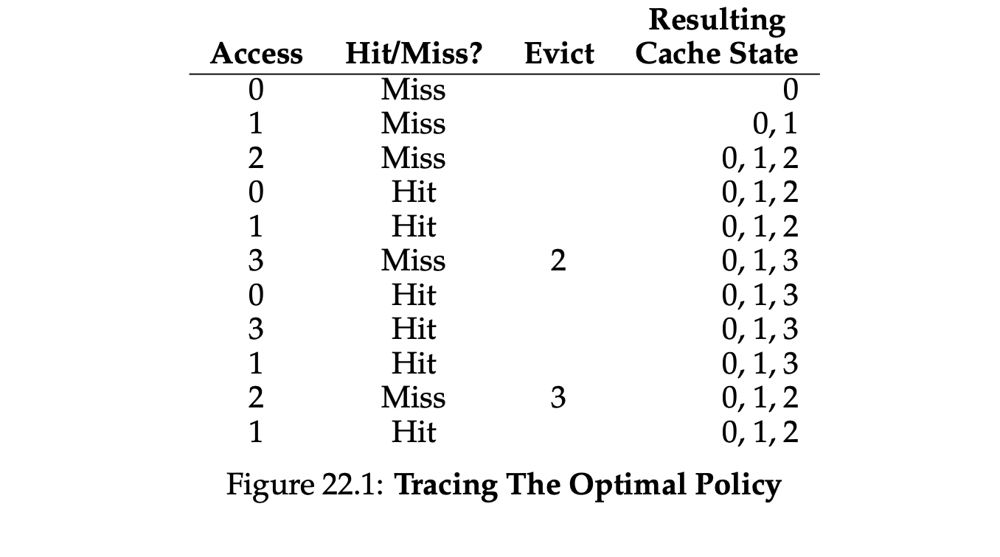 Resulting
Access Hit/Miss? Evict Cache State
0 Miss 0
1 Miss 0, 1
2 Miss 0, 1, 2
0 Hit 0, 1, 2
1 Hit 0, 1, 2
3 Miss 2 0, 1, 3
0 Hit 0, 1, 3
3 Hit 0, 1, 3
1 Hit 0, 1, 3
2 Miss 3 0, 1, 2
1 Hit 0, 1, 2
Figure 22.1: Tracing The Optimal Policy